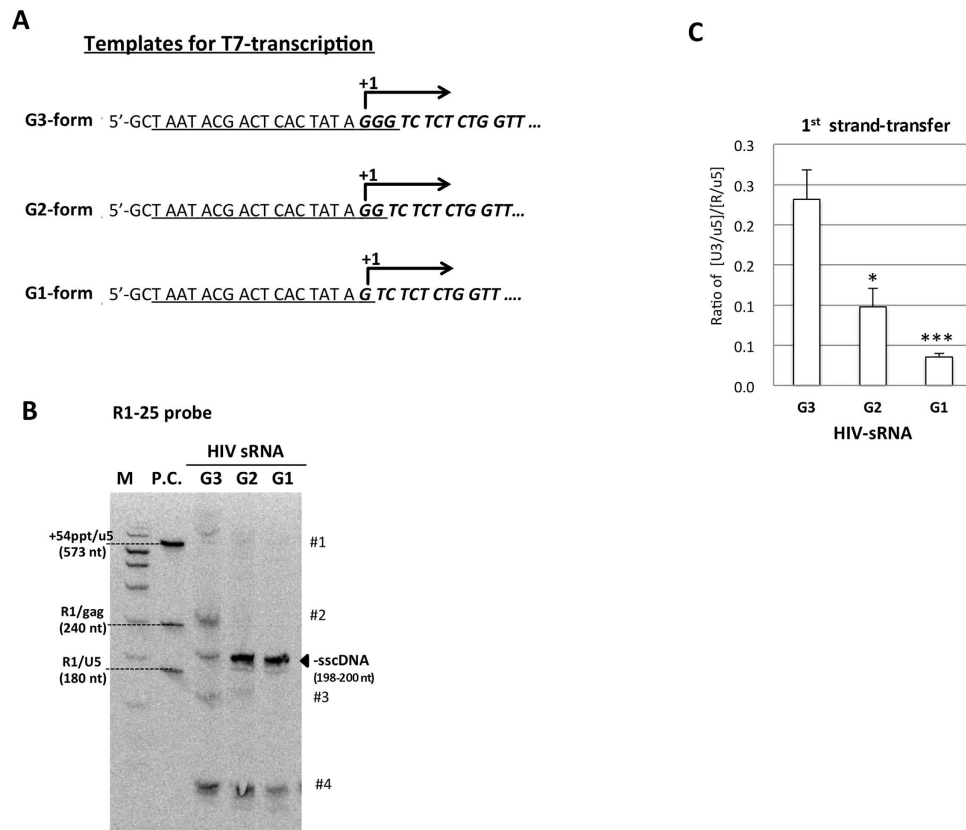 A
Templates for T7-transcription
+1
G3-form 5’-GCT AAT ACG ACT CAC TAT A GGG TC TCT CTG GTT ...
+1
G2-form 5’-GCT AAT ACG ACT CAC TAT A GG TC TCT CTG GTT...
+1
G1-form 5’-GCT AAT ACG ACT CAC TAT A G TC TCT CTG GTT ....
B
R1-25 probe
HIV sRNA
M P.C. G3 G2 G1
+54ppt/u5
(573 nt)
#1
R1/gag
(240 nt)
#2
R1/U5
(180 nt)
-sscDNA
(198-200 nt)
#3
#4
C
1st strand-transfer
Ratio of [U3/u5]/[R/u5]
0.3
0.3
0.2
0.2
0.1
0.1
0.0
*
***
G3 G2 G1
HIV-sRNA